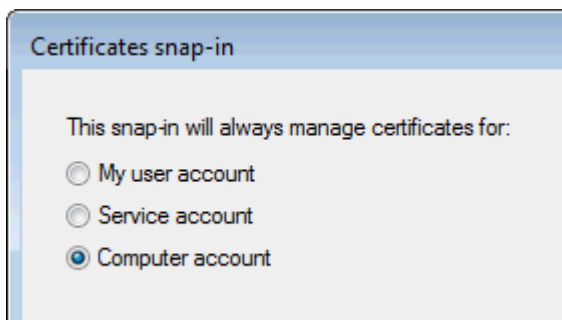 Certificates snap-in
This snap-in will always manage certificates for:
My user account
Service account
Computer account